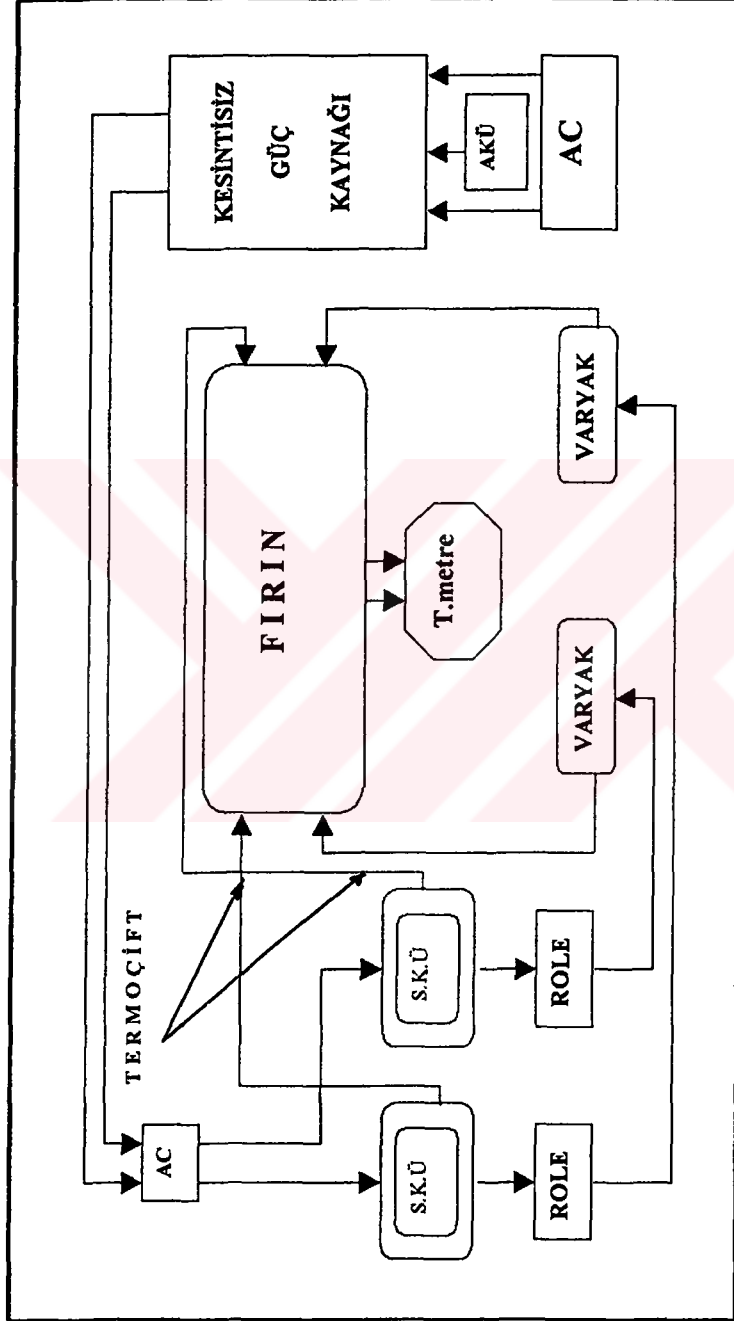 TERMOÇİFT
AC
KESİNTİSİZ
GÜÇ
KAYNAĞI
FIRIN
T.metre
S.K.Ü
S.K.Ü
AKÜ
ROLE
ROLE
VARYAK
VARYAK
AC